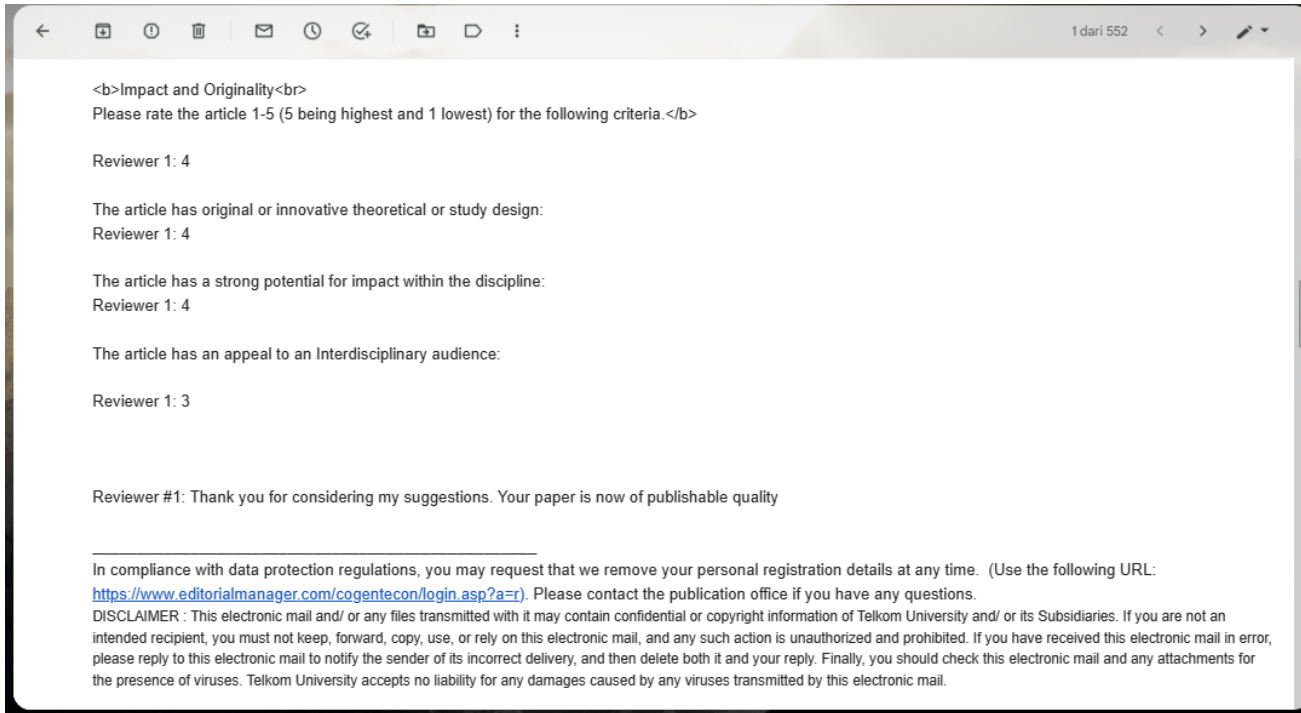 1 dari 552
<b>Impact and Originality<br>
Please rate the article 1-5 (5 being highest and 1 lowest) for the following criteria.</b>
Reviewer 1: 4
The article has original or innovative theoretical or study design:
Reviewer 1: 4
The article has a strong potential for impact within the discipline:
Reviewer 1: 4
The article has an appeal to an Interdisciplinary audience:
Reviewer 1: 3
Reviewer #1: Thank you for considering my suggestions. Your paper is now of publishable quality
__________________________________________________
In compliance with data protection regulations, you may request that we remove your personal registration details at any time.  (Use the following URL:
https://www.editorialmanager.com/cogentecon/login.asp?a=r). Please contact the publication office if you have any questions.
DISCLAIMER : This electronic mail and/ or any files transmitted with it may contain confidential or copyright information of Telkom University and/ or its Subsidiaries. If you are not an
intended recipient, you must not keep, forward, copy, use, or rely on this electronic mail, and any such action is unauthorized and prohibited. If you have received this electronic mail in error,
please reply to this electronic mail to notify the sender of its incorrect delivery, and then delete both it and your reply. Finally, you should check this electronic mail and any attachments for
the presence of viruses. Telkom University accepts no liability for any damages caused by any viruses transmitted by this electronic mail.